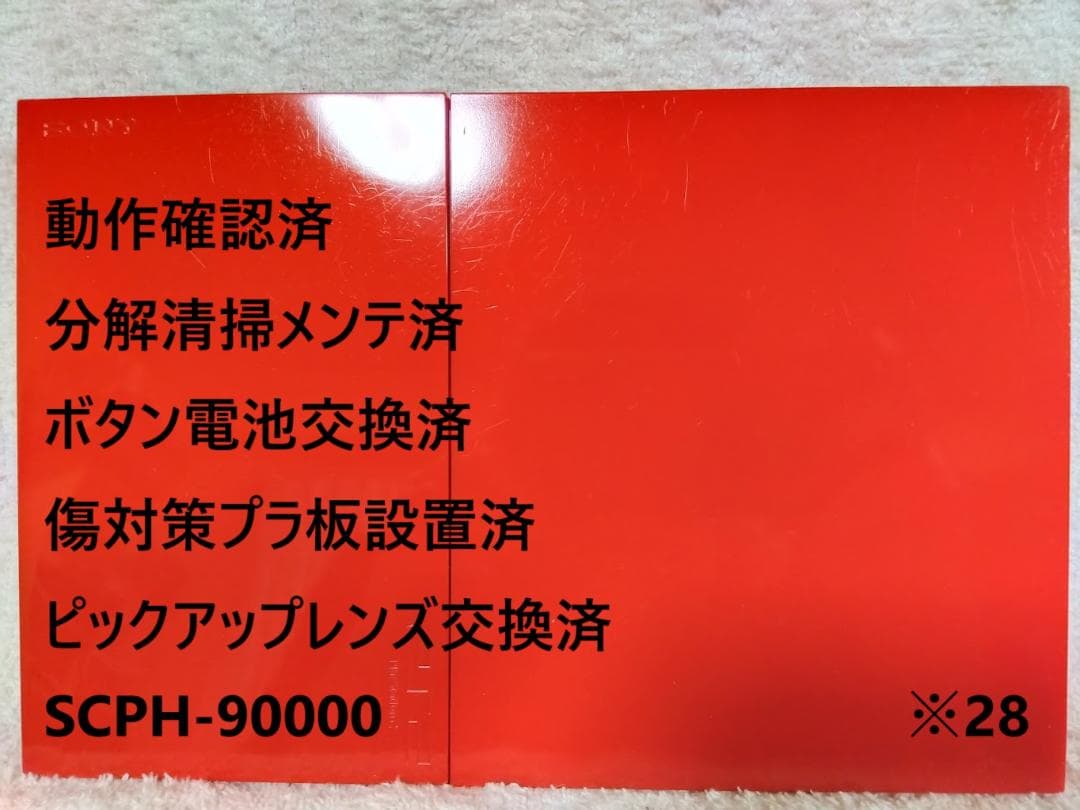 SONY
動作確認済
分解清掃メンテ済
ボタン電池交換済
傷対策プラ板設置済
ピックアップレンズ交換済
SCPH-90000
※28